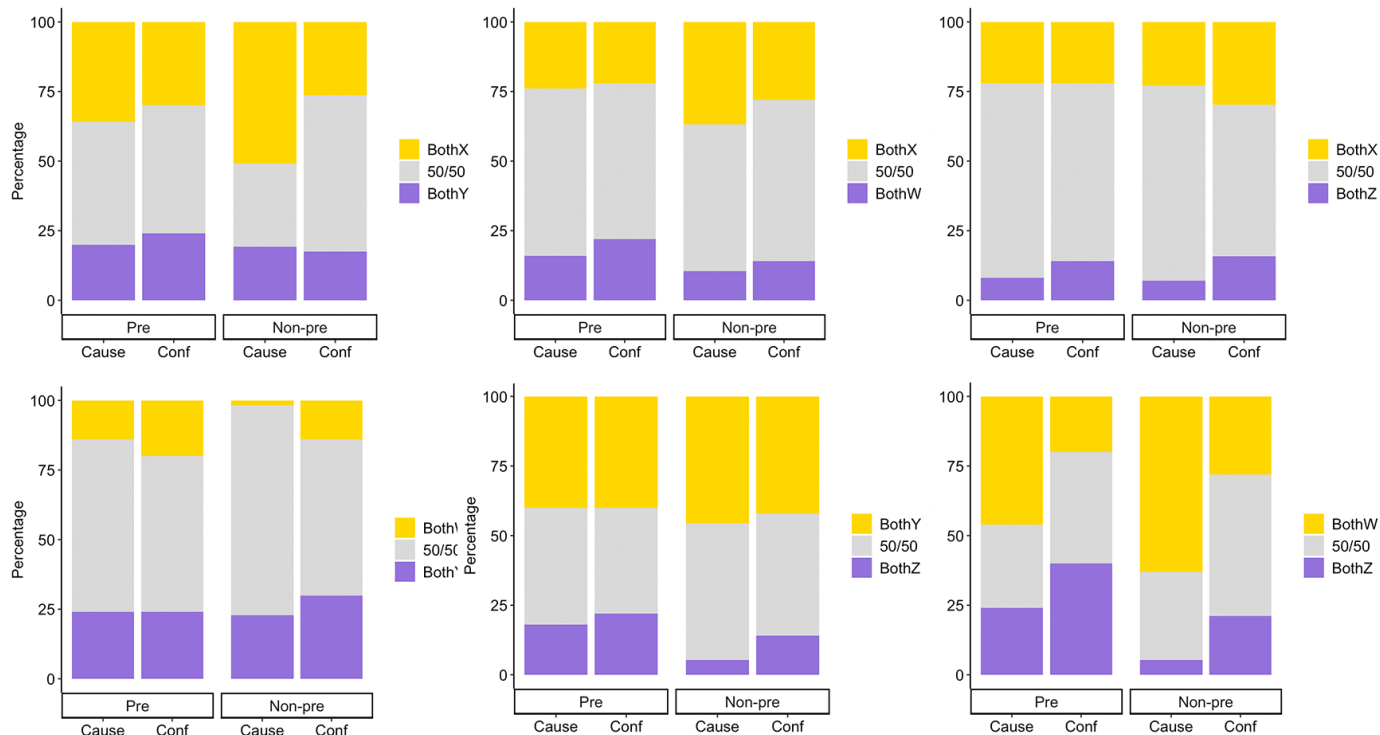 100
75
50
25
0
Percentage
Pre
Non-pre
Cause
Conf
Cause
Conf
BothX
50/50
BothY
100
75
50
25
0
Pre
Non-pre
Cause
Conf
Cause
Conf
BothX
50/50
BothW
100
75
50
25
0
Pre
Non-pre
Cause
Conf
Cause
Conf
BothX
50/50
BothZ
100
75
50
25
0
Percentage
Pre
Non-pre
Cause
Conf
Cause
Conf
100
75
50
25
0
Percentage
Pre
Non-pre
Cause
Conf
Cause
Conf
BothY
50/50
BothZ
100
75
50
25
0
Pre
Non-pre
Cause
Conf
Cause
Conf
BothW
50/50
BothZ